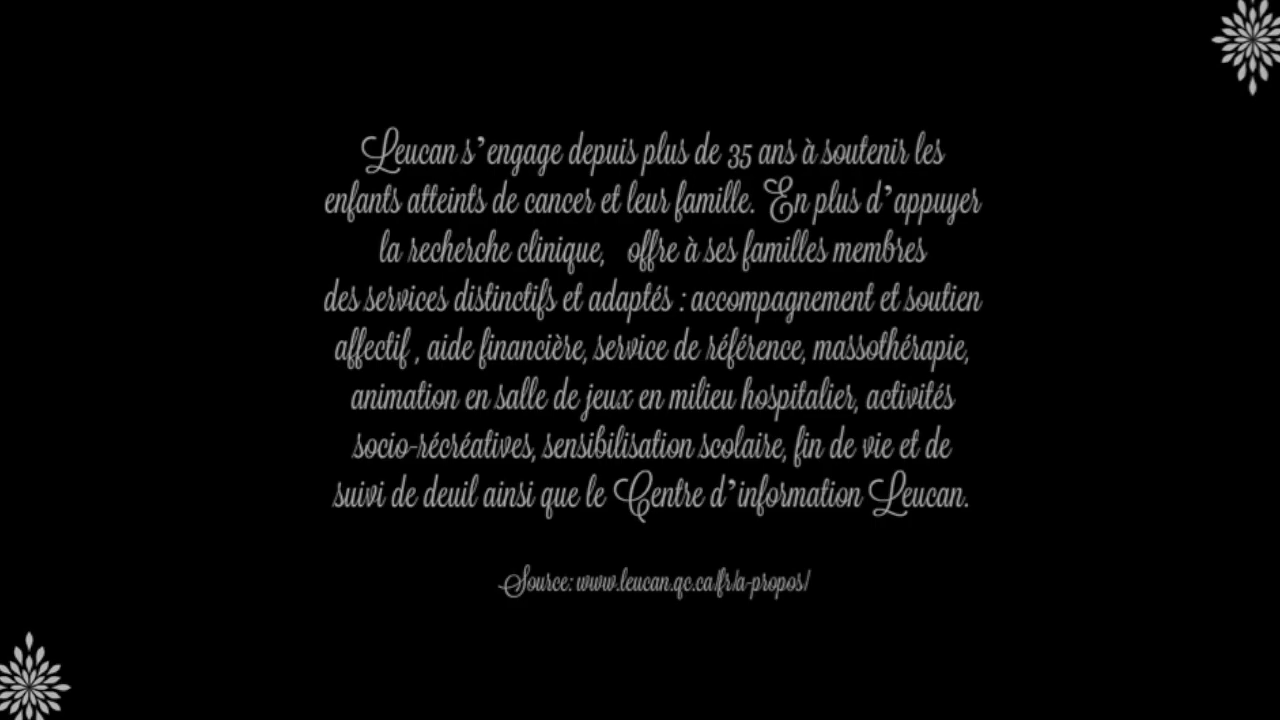 Leucan s’engage depuis plus de 35 ans à soutenir les
enfants atteints de cancer et leur famille. En plus d’appuyer
la recherche clinique, offre à ses familles membres
des services distinctifs et adaptés : accompagnement et soutien
affectif , aide financière, service de référence, massothérapie,
animation en salle de jeux en milieu hospitalier, activités
socio-récréatives, sensibilisation scolaire, fin de vie et de
suivi de deuil ainsi que le Centre d’information Leucan.
Source: www.leucan.qc.ca/fr/a-propos/